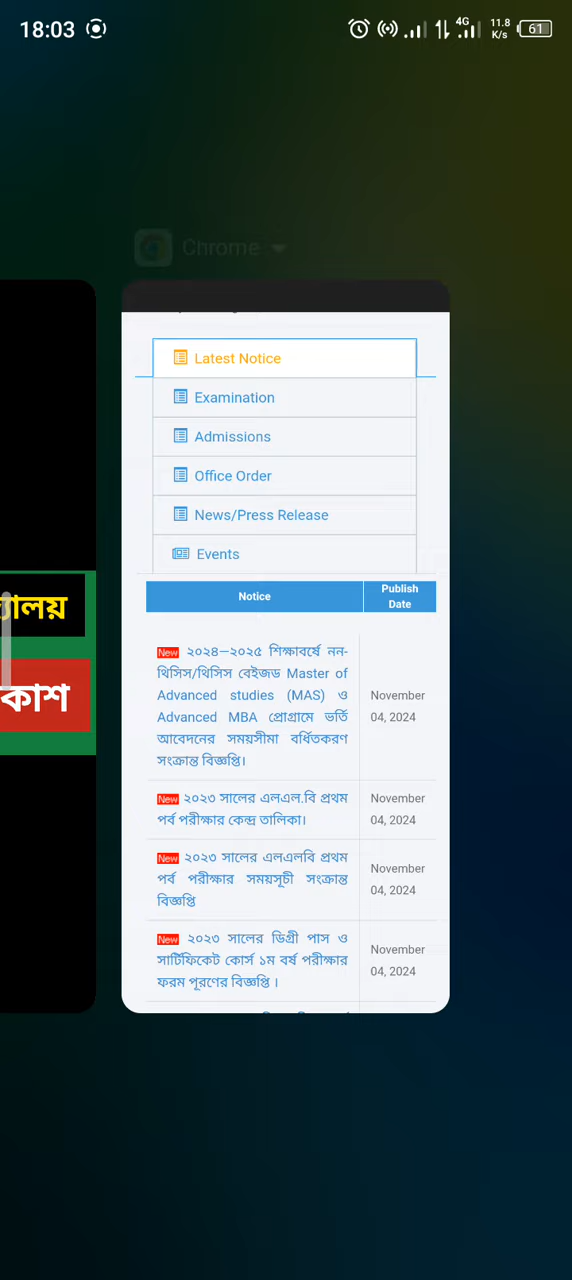 18:03
4G
11.8
K/s
61
Chrome
Latest Notice
Examination
Admissions
Office Order
News/Press Release
Events
Notice
Publish
Date
New ২০২৪–২০২৫ শিক্ষাবর্ষে নন-
থিসিস/থিসিস বেইজড Master of
Advanced studies (MAS) ও
Advanced MBA প্রোগ্রামে ভর্তি
আবেদনের সময়সীমা বর্ধিতকরণ
সংক্রান্ত বিজ্ঞপ্তি।
November
04, 2024
New ২০২৩ সালের এলএল.বি প্রথম
পর্ব পরীক্ষার কেন্দ্র তালিকা।
November
04, 2024
New ২০২৩ সালের এলএলবি প্রথম
পর্ব পরীক্ষার সময়সূচী সংক্রান্ত
বিজ্ঞপ্তি
November
04, 2024
New ২০২৩ সালের ডিগ্রী পাস ও
সার্টিফিকেট কোর্স ১ম বর্ষ পরীক্ষার
ফরম পূরণের বিজ্ঞপ্তি ।
November
04, 2024